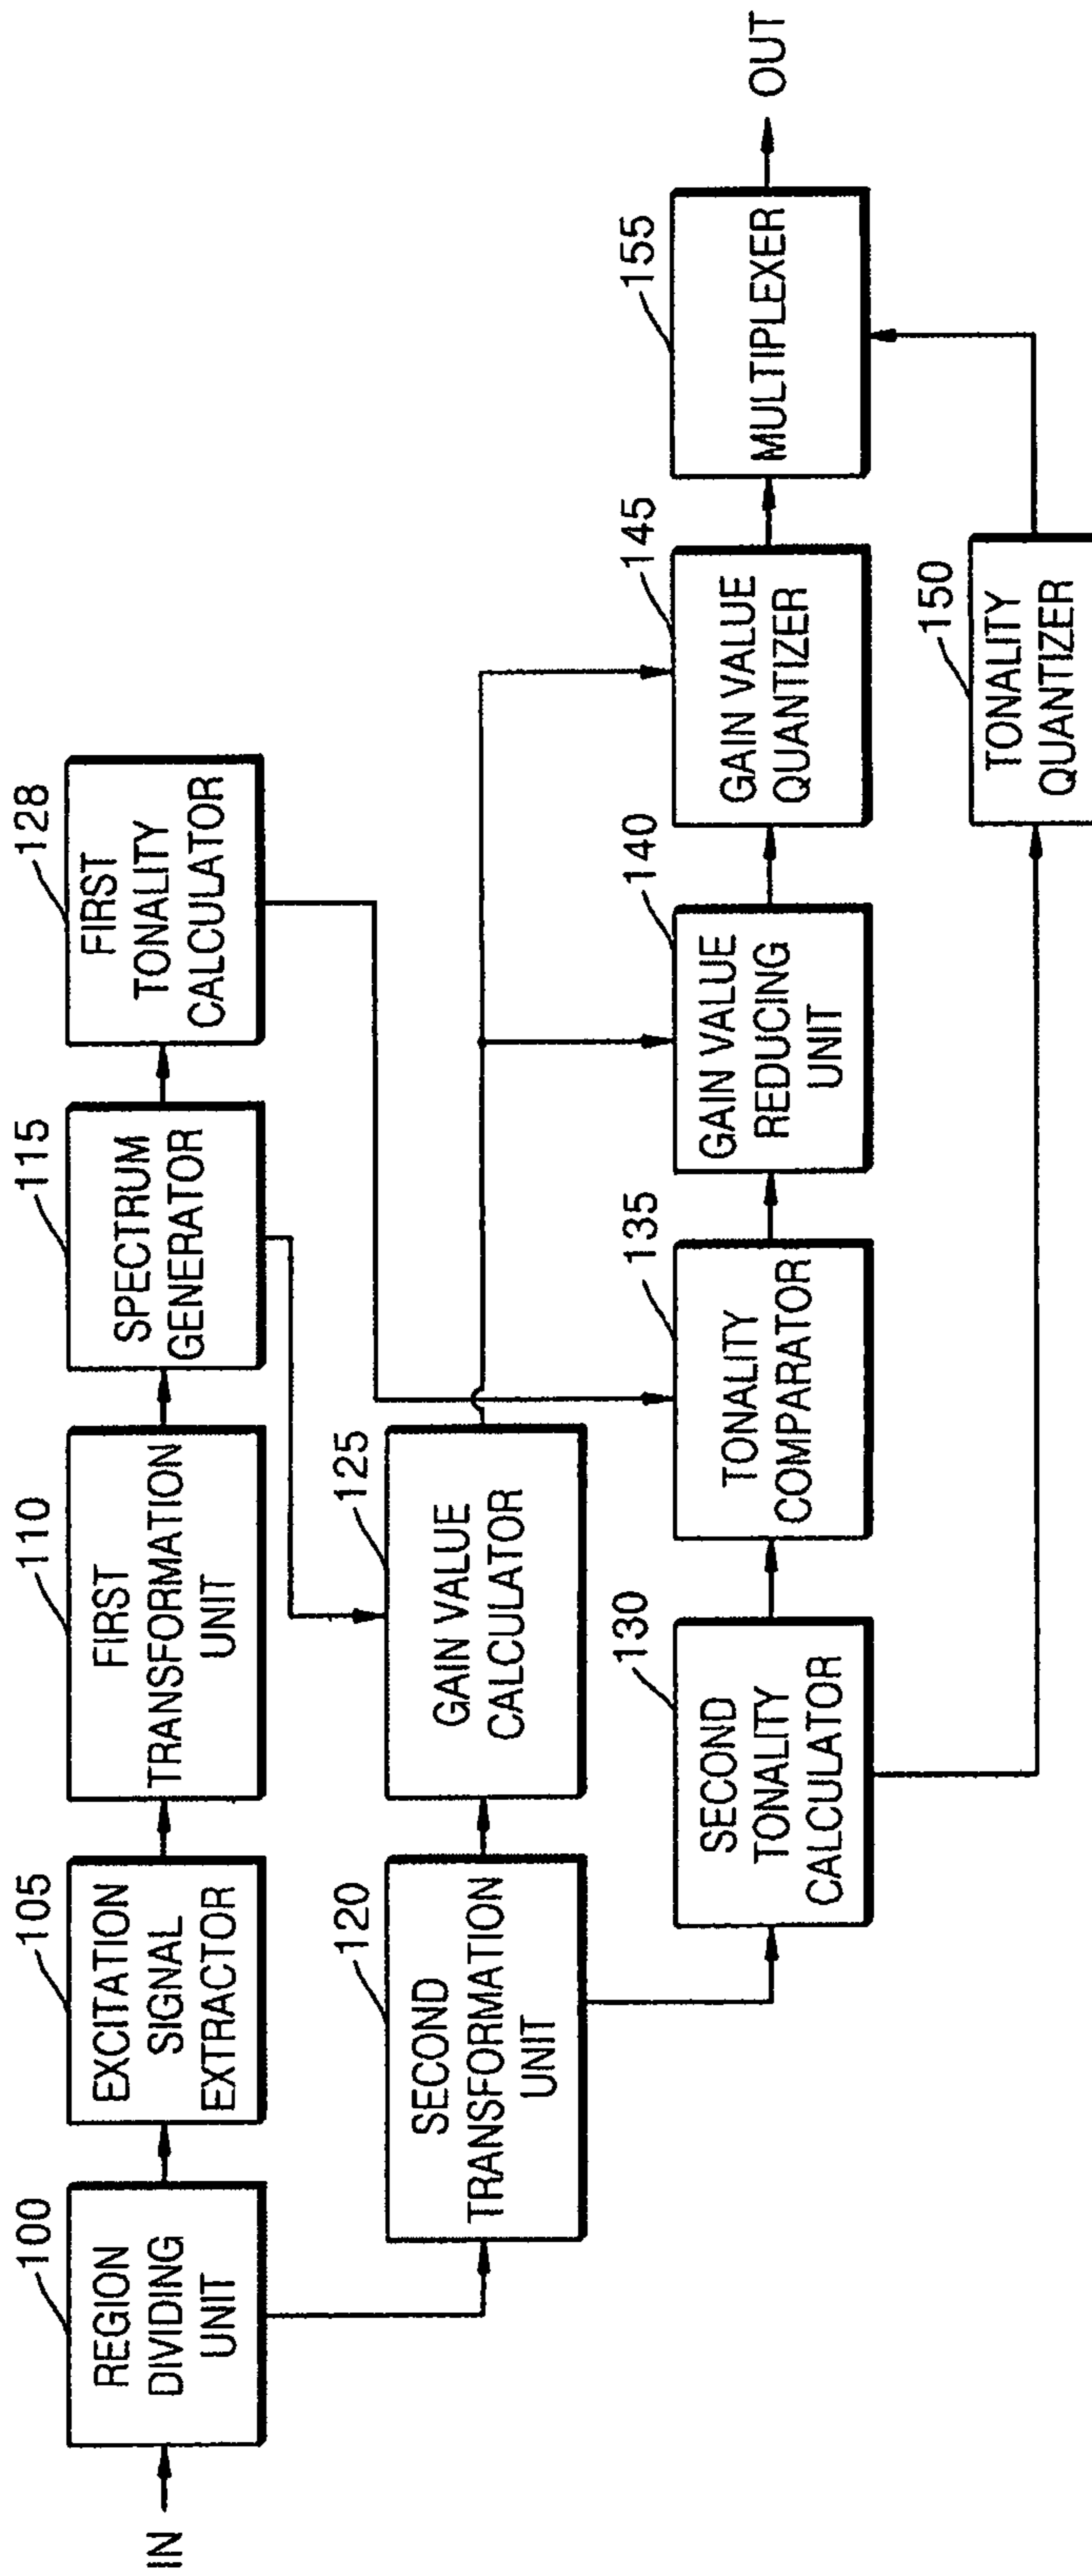 IN
100
REGION
DIVIDING
UNIT
105
EXCITATION
SIGNAL
EXTRACTOR
110
FIRST
TRANSFORMATION
UNIT
115
SPECTRUM
GENERATOR
128
FIRST
TONALITY
CALCULATOR
120
SECOND
TRANSFORMATION
UNIT
125
GAIN VALUE
CALCULATOR
130
SECOND
TONALITY
CALCULATOR
135
TONALITY
COMPARATOR
140
GAIN VALUE
REDUCING
UNIT
145
GAIN VALUE
QUANTIZER
155
MULTIPLEXER
OUT
150
TONALITY
QUANTIZER